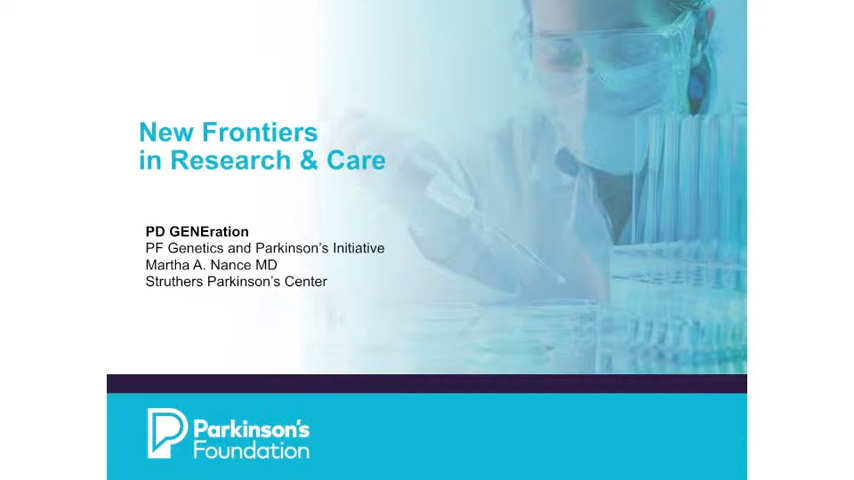 New Frontiers
in Research & Care
PD GENEration
PF Genetics and Parkinson's Initiative
Martha A. Nance MD
Struthers Parkinson's Center
Parkinson's
Foundation